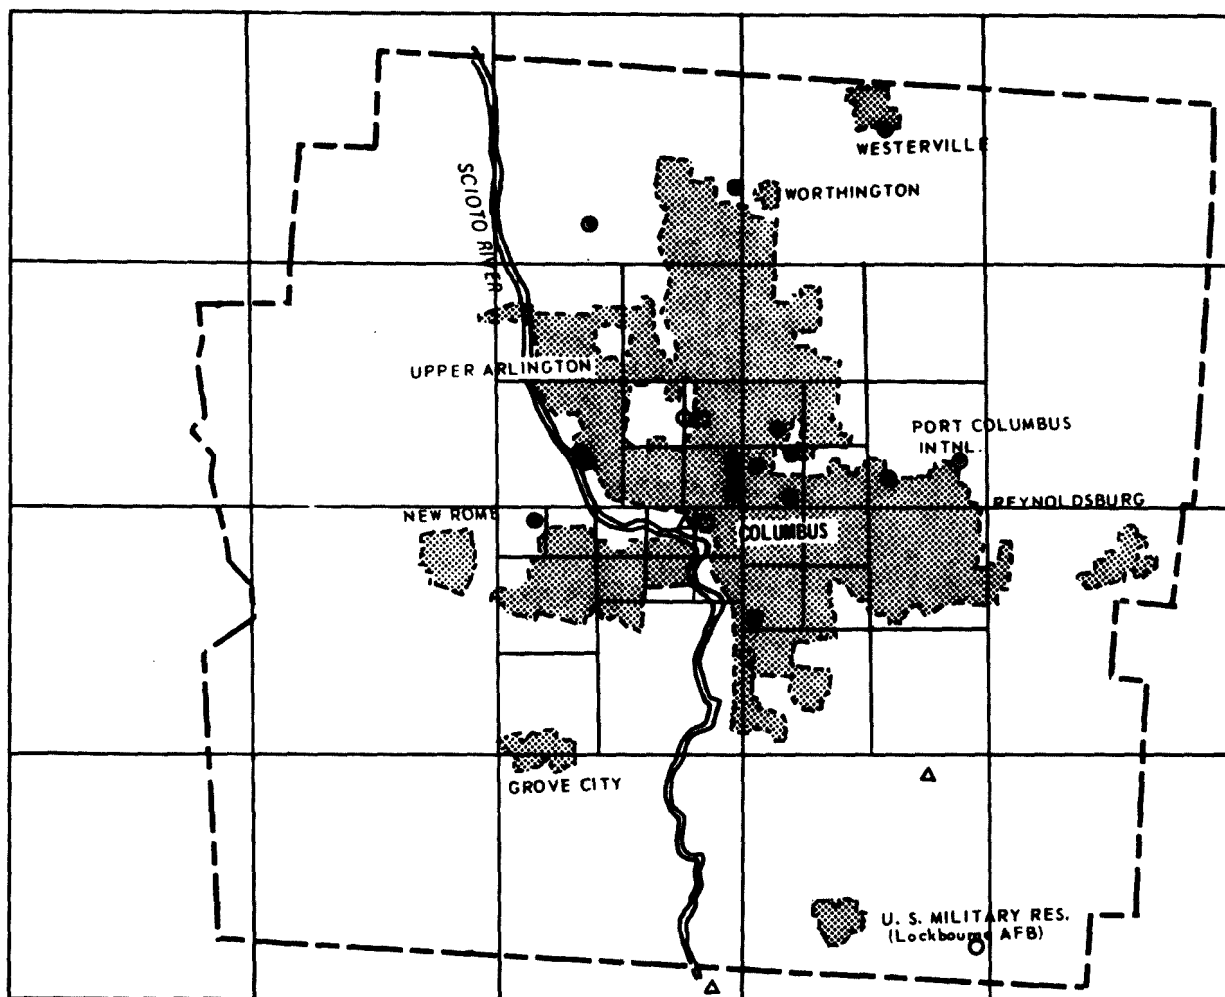 WESTERVILLE
WORTHINGTON
SCIOTO RIVER
UPPER ARLINGTON
PORT COLUMBUS
INTNL.
REYNOLDSBURG
NEW ROME
COLUMBUS
GROVE CITY
U. S. MILITARY RES.
(Lockbourne AFB)